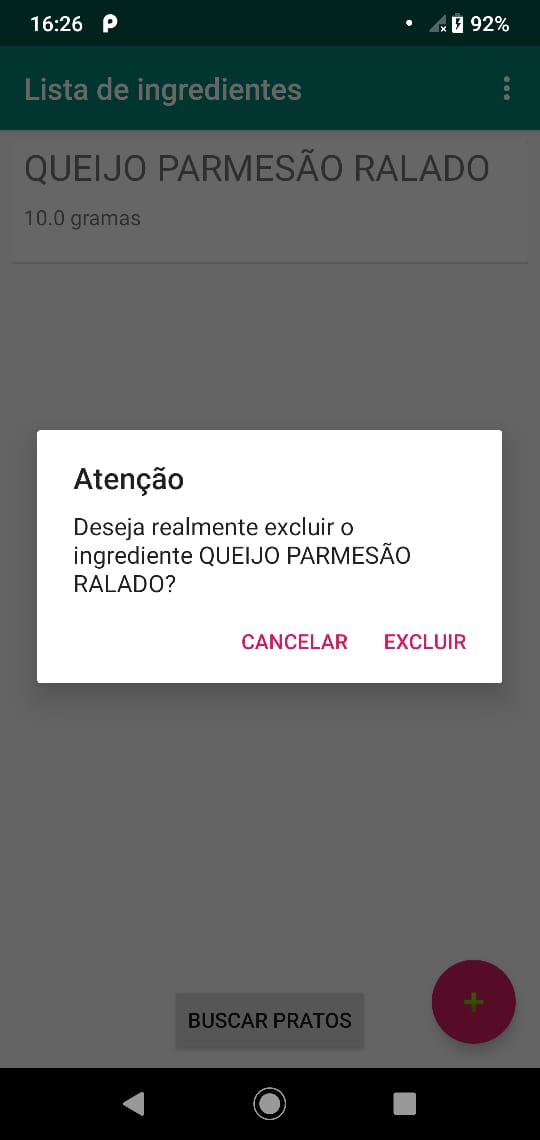 16:26 P 92%
Lista de ingredientes
QUEIJO PARMESÃO RALADO
10.0 gramas
Atenção
Deseja realmente excluir o
ingrediente QUEIJO PARMESÃO
RALADO?
CANCELAR EXCLUIR
+
BUSCAR PRATOS